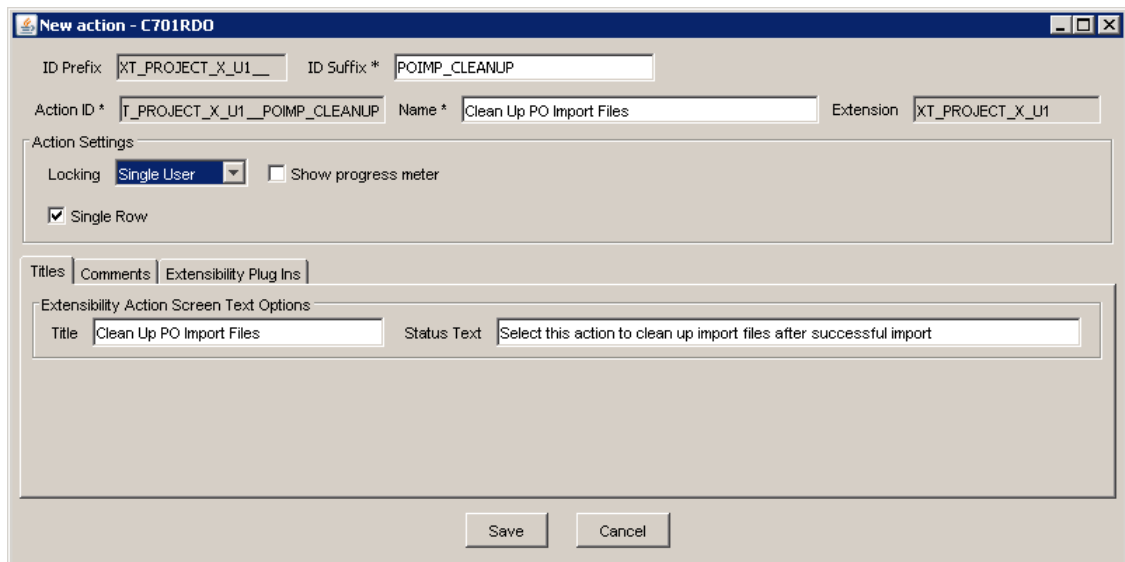 New action - C701RDO
ID Prefix XT_PROJECT_X_U1__ ID Suffix * POIMP_CLEANUP
Action ID * T_PROJECT_X_U1__POIMP_CLEANUP Name * Clean Up PO Import Files Extension XT_PROJECT_X_U1
Action Settings
Locking Single User Show progress meter
Single Row
Titles Comments Extensibility Plug Ins
Extensibility Action Screen Text Options
Title Clean Up PO Import Files Status Text Select this action to clean up import files after successful import
Save Cancel